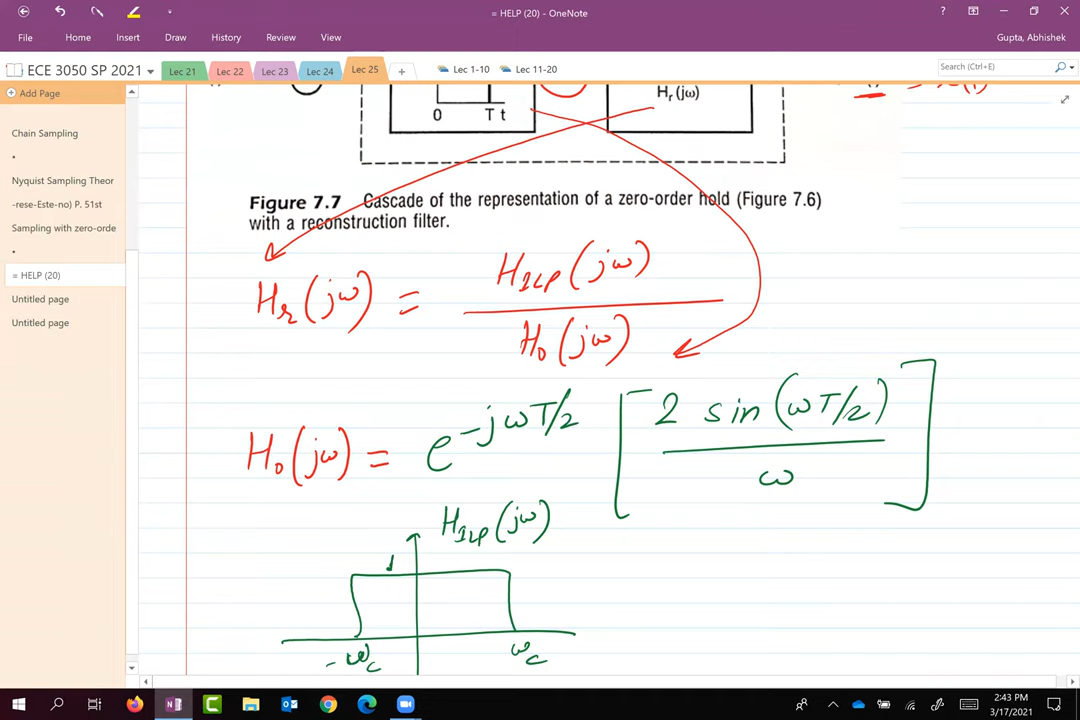 = HELP (20) - OneNote
File Home Insert Draw History Review View
Gupta, Abhishek
ECE 3050 SP 2021
Lec 21 Lec 22 Lec 23 Lec 24 Lec 25 + Lec 1-10 Lec 11-20
Search (Ctrl+E)
Add Page
Chain Sampling
Nyquist Sampling Theor
-rese-Este-no) P. 51st
Sampling with zero-orde
= HELP (20)
Untitled page
Untitled page
0 T t
Hr(jω)
Figure 7.7 Cascade of the representation of a zero-order hold (Figure 7.6)
with a reconstruction filter.
Hr(jω) = HILP(jω) / H0(jω)
H0(jω) = e^-jωT/2 [2 sin(ωT/2) / ω]
HILP(jω)
1
-ωc ωc
2:43 PM
3/17/2021